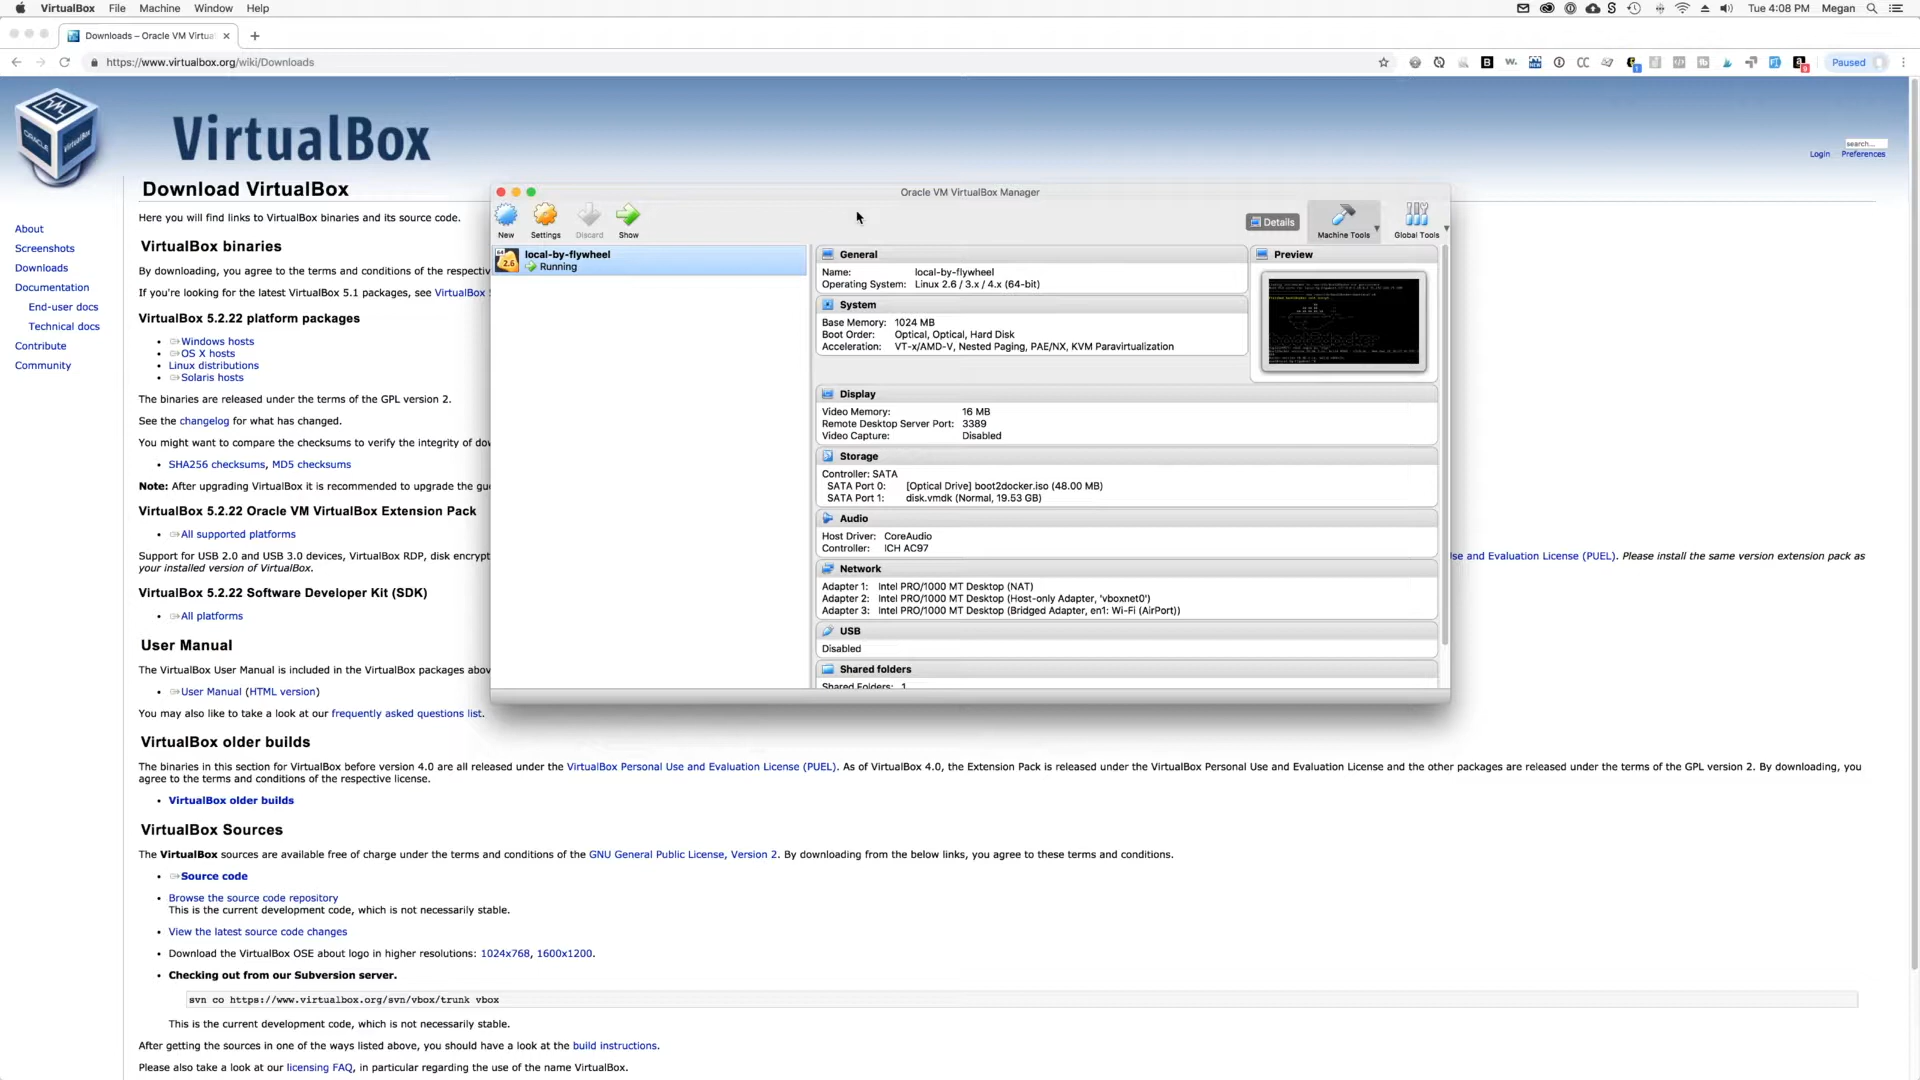 VirtualBox File Machine Window Help
Tue 4:08 PM Megan
Downloads – Oracle VM Virtua
https://www.virtualbox.org/wiki/Downloads
Paused
VirtualBox
search...
Login Preferences
About
Screenshots
Downloads
Documentation
End-user docs
Technical docs
Contribute
Community
Download VirtualBox
Here you will find links to VirtualBox binaries and its source code.
VirtualBox binaries
By downloading, you agree to the terms and conditions of the respectiv
If you're looking for the latest VirtualBox 5.1 packages, see VirtualBox
VirtualBox 5.2.22 platform packages
• Windows hosts
• OS X hosts
• Linux distributions
• Solaris hosts
The binaries are released under the terms of the GPL version 2.
See the changelog for what has changed.
You might want to compare the checksums to verify the integrity of dow
• SHA256 checksums, MD5 checksums
Note: After upgrading VirtualBox it is recommended to upgrade the gu
VirtualBox 5.2.22 Oracle VM VirtualBox Extension Pack
• All supported platforms
Support for USB 2.0 and USB 3.0 devices, VirtualBox RDP, disk encrypt
se and Evaluation License (PUEL). Please install the same version extension pack as
your installed version of VirtualBox.
VirtualBox 5.2.22 Software Developer Kit (SDK)
• All platforms
User Manual
The VirtualBox User Manual is included in the VirtualBox packages abov
• User Manual (HTML version)
You may also like to take a look at our frequently asked questions list.
VirtualBox older builds
The binaries in this section for VirtualBox before version 4.0 are all released under the VirtualBox Personal Use and Evaluation License (PUEL). As of VirtualBox 4.0, the Extension Pack is released under the VirtualBox Personal Use and Evaluation License and the other packages are released under the terms of the GPL version 2. By downloading, you
agree to the terms and conditions of the respective license.
• VirtualBox older builds
VirtualBox Sources
The VirtualBox sources are available free of charge under the terms and conditions of the GNU General Public License, Version 2. By downloading from the below links, you agree to these terms and conditions.
• Source code
• Browse the source code repository
This is the current development code, which is not necessarily stable.
• View the latest source code changes
• Download the VirtualBox OSE about logo in higher resolutions: 1024x768, 1600x1200.
• Checking out from our Subversion server.
svn co https://www.virtualbox.org/svn/vbox/trunk vbox
This is the current development code, which is not necessarily stable.
After getting the sources in one of the ways listed above, you should have a look at the build instructions.
Please also take a look at our licensing FAQ, in particular regarding the use of the name VirtualBox.
Oracle VM VirtualBox Manager
New Settings Discard Show
Details Machine Tools Global Tools
2.6
local-by-flywheel
Running
General
Name: local-by-flywheel
Operating System: Linux 2.6 / 3.x / 4.x (64-bit)
System
Base Memory: 1024 MB
Boot Order: Optical, Optical, Hard Disk
Acceleration: VT-x/AMD-V, Nested Paging, PAE/NX, KVM Paravirtualization
Preview
Display
Video Memory: 16 MB
Remote Desktop Server Port: 3389
Video Capture: Disabled
Storage
Controller: SATA
SATA Port 0: [Optical Drive] boot2docker.iso (48.00 MB)
SATA Port 1: disk.vmdk (Normal, 19.53 GB)
Audio
Host Driver: CoreAudio
Controller: ICH AC97
Network
Adapter 1: Intel PRO/1000 MT Desktop (NAT)
Adapter 2: Intel PRO/1000 MT Desktop (Host-only Adapter, 'vboxnet0')
Adapter 3: Intel PRO/1000 MT Desktop (Bridged Adapter, en1: Wi-Fi (AirPort))
USB
Disabled
Shared folders
Shared Folders: 1